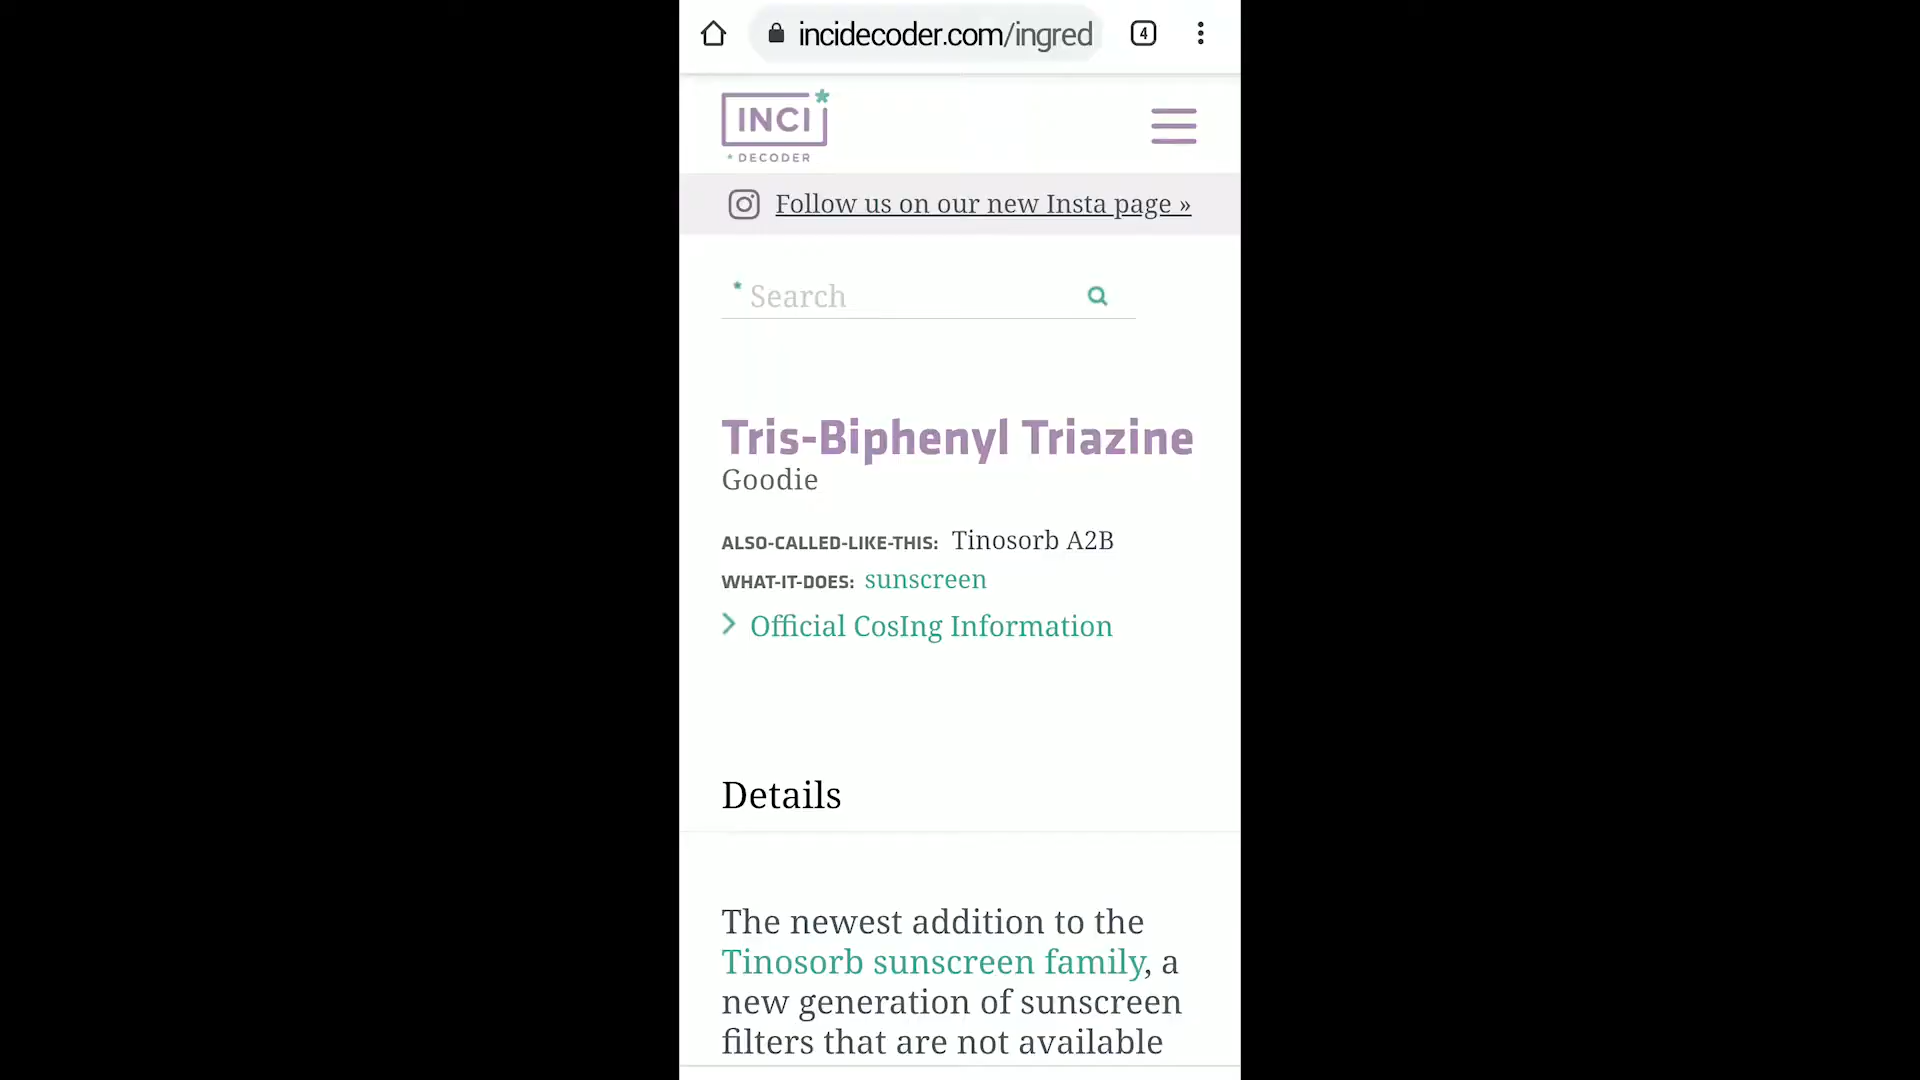 incidecoder.com/ingred
4
INCI
DECODER
Follow us on our new Insta page »
Search
Tris-Biphenyl Triazine
Goodie
ALSO-CALLED-LIKE-THIS: Tinosorb A2B
WHAT-IT-DOES: sunscreen
Official CosIng Information
Details
The newest addition to the
Tinosorb sunscreen family, a
new generation of sunscreen
filters that are not available